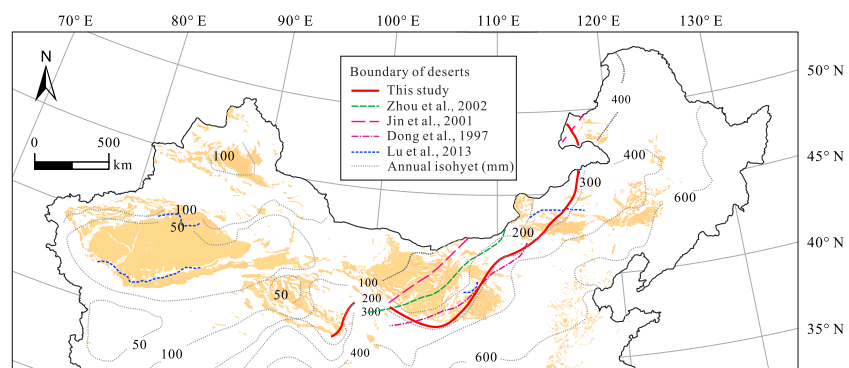 70° E 80° E 90° E 100° E 110° E 120° E 130° E
N
0 500
km
Boundary of deserts
This study
Zhou et al., 2002
Jin et al., 2001
Dong et al., 1997
Lu et al., 2013
Annual isohyet (mm)
50° N
45° N
40° N
35° N
400
100
400
300
600
100
50
200
100
50
200
300
50
100
400
600